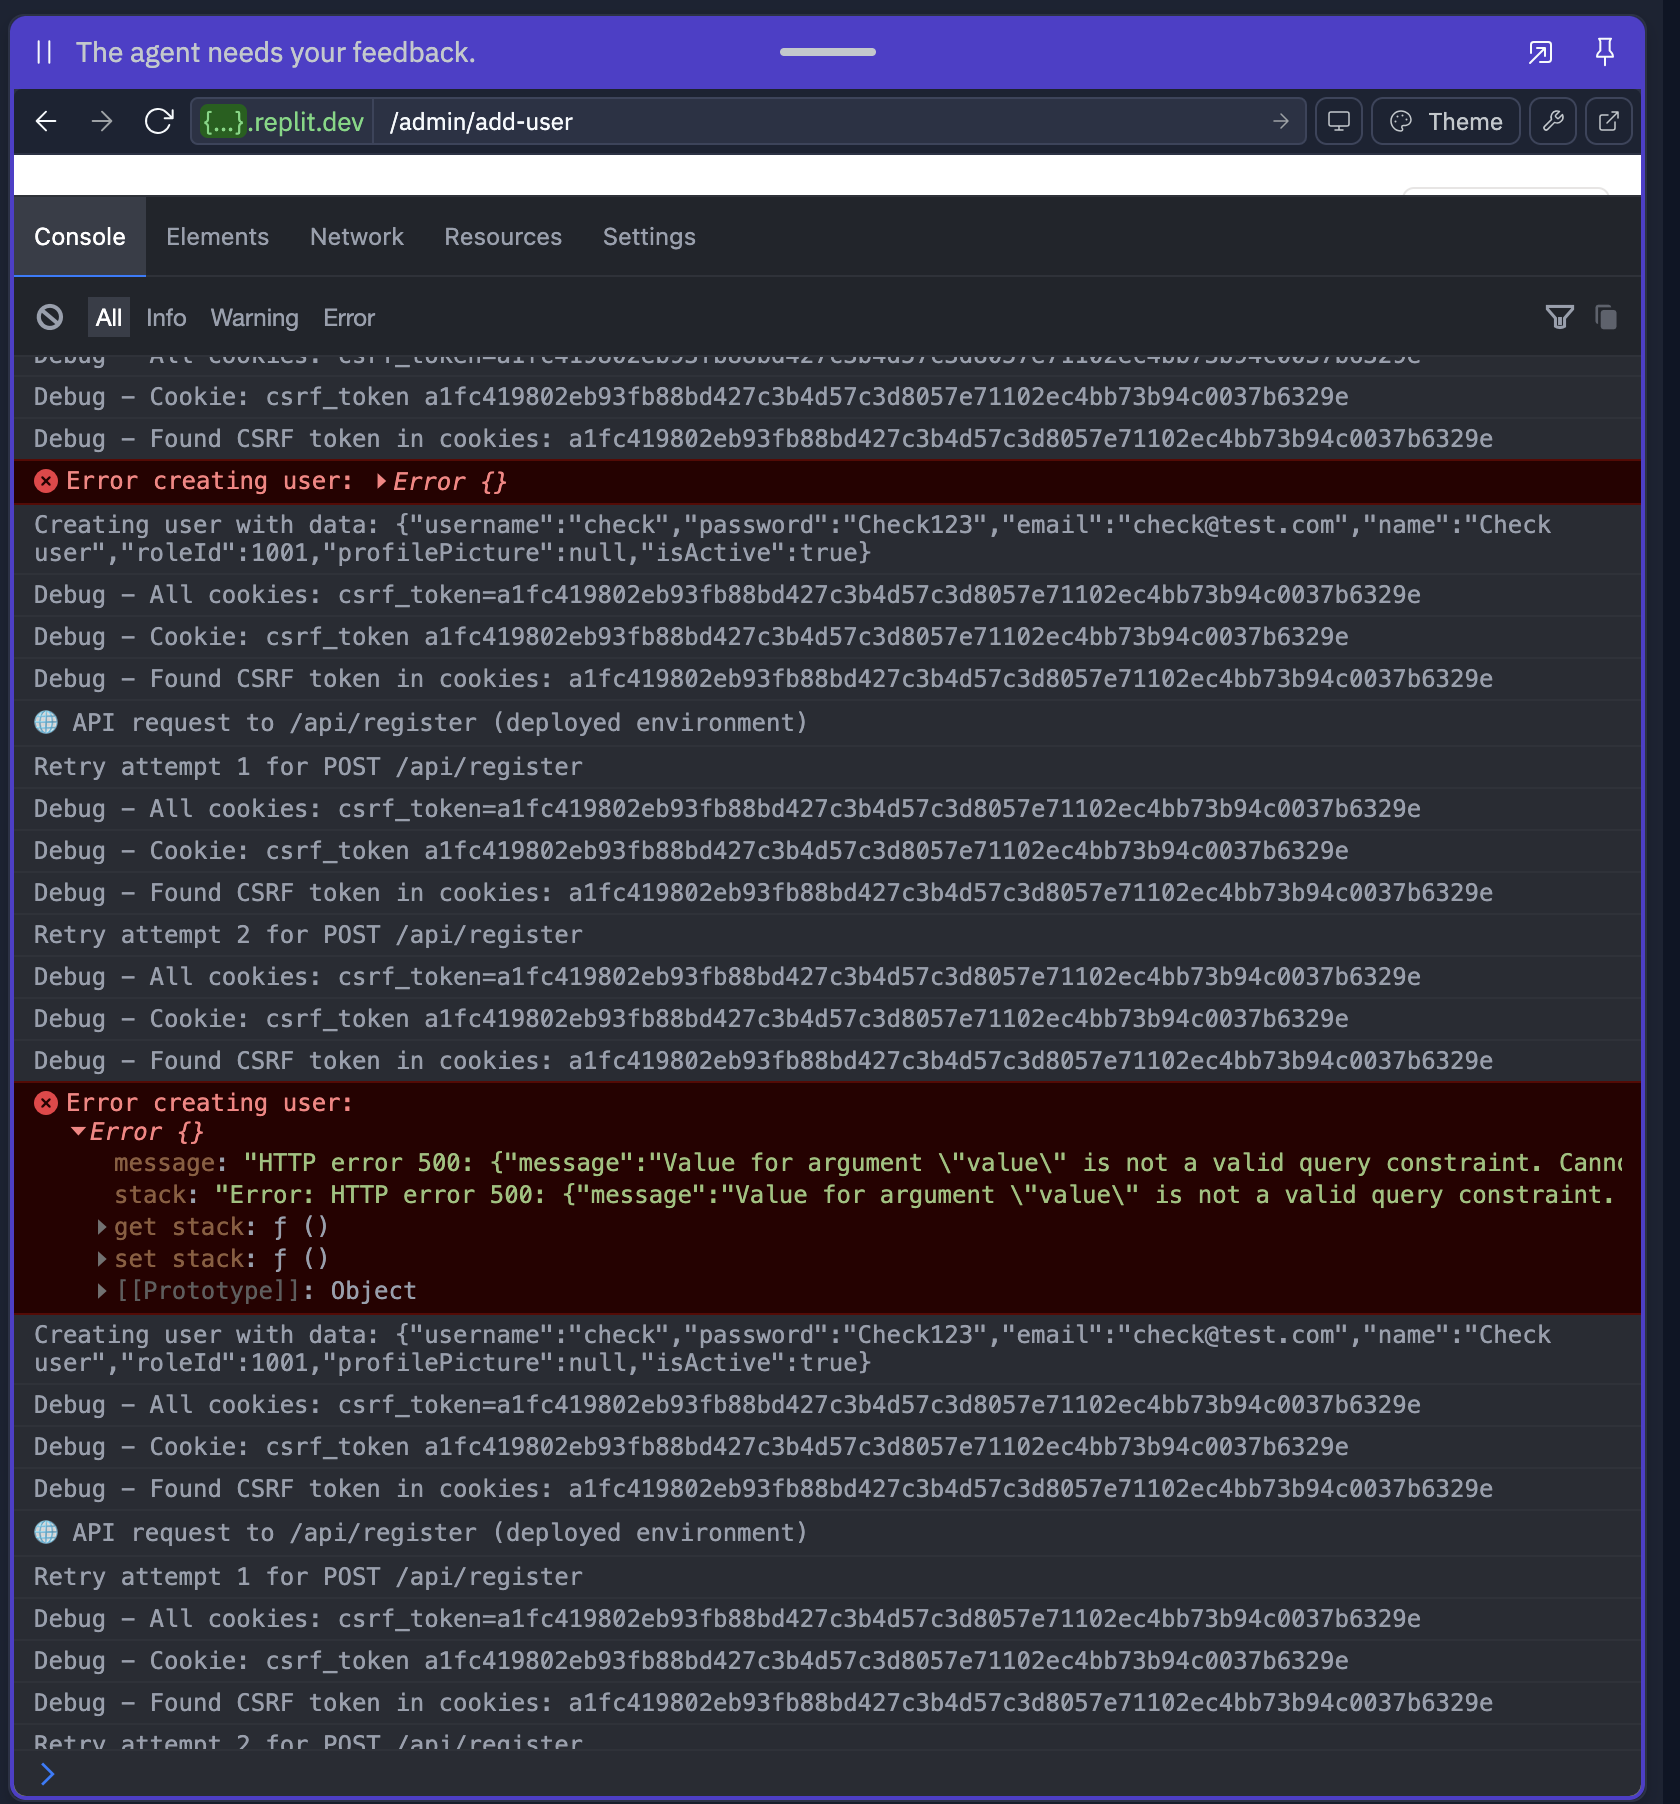 The agent needs your feedback.
{...}.replit.dev /admin/add-user Theme
Console Elements Network Resources Settings
All Info Warning Error
Debug – All cookies: csrf_token=a1fc419802eb93fb88bd427c3b4d57c3d8057e71102ec4bb73b94c0037b6329e
Debug – Cookie: csrf_token a1fc419802eb93fb88bd427c3b4d57c3d8057e71102ec4bb73b94c0037b6329e
Debug – Found CSRF token in cookies: a1fc419802eb93fb88bd427c3b4d57c3d8057e71102ec4bb73b94c0037b6329e
Error creating user: Error {}
Creating user with data: {"username":"check","password":"Check123","email":"check@test.com","name":"Check
user","roleId":1001,"profilePicture":null,"isActive":true}
Debug – All cookies: csrf_token=a1fc419802eb93fb88bd427c3b4d57c3d8057e71102ec4bb73b94c0037b6329e
Debug – Cookie: csrf_token a1fc419802eb93fb88bd427c3b4d57c3d8057e71102ec4bb73b94c0037b6329e
Debug – Found CSRF token in cookies: a1fc419802eb93fb88bd427c3b4d57c3d8057e71102ec4bb73b94c0037b6329e
🌐 API request to /api/register (deployed environment)
Retry attempt 1 for POST /api/register
Debug – All cookies: csrf_token=a1fc419802eb93fb88bd427c3b4d57c3d8057e71102ec4bb73b94c0037b6329e
Debug – Cookie: csrf_token a1fc419802eb93fb88bd427c3b4d57c3d8057e71102ec4bb73b94c0037b6329e
Debug – Found CSRF token in cookies: a1fc419802eb93fb88bd427c3b4d57c3d8057e71102ec4bb73b94c0037b6329e
Retry attempt 2 for POST /api/register
Debug – All cookies: csrf_token=a1fc419802eb93fb88bd427c3b4d57c3d8057e71102ec4bb73b94c0037b6329e
Debug – Cookie: csrf_token a1fc419802eb93fb88bd427c3b4d57c3d8057e71102ec4bb73b94c0037b6329e
Debug – Found CSRF token in cookies: a1fc419802eb93fb88bd427c3b4d57c3d8057e71102ec4bb73b94c0037b6329e
Error creating user:
Error {}
message: "HTTP error 500: {"message":"Value for argument \"value\" is not a valid query constraint. Canno
stack: "Error: HTTP error 500: {"message":"Value for argument \"value\" is not a valid query constraint.
get stack: ƒ ()
set stack: ƒ ()
[[Prototype]]: Object
Creating user with data: {"username":"check","password":"Check123","email":"check@test.com","name":"Check
user","roleId":1001,"profilePicture":null,"isActive":true}
Debug – All cookies: csrf_token=a1fc419802eb93fb88bd427c3b4d57c3d8057e71102ec4bb73b94c0037b6329e
Debug – Cookie: csrf_token a1fc419802eb93fb88bd427c3b4d57c3d8057e71102ec4bb73b94c0037b6329e
Debug – Found CSRF token in cookies: a1fc419802eb93fb88bd427c3b4d57c3d8057e71102ec4bb73b94c0037b6329e
🌐 API request to /api/register (deployed environment)
Retry attempt 1 for POST /api/register
Debug – All cookies: csrf_token=a1fc419802eb93fb88bd427c3b4d57c3d8057e71102ec4bb73b94c0037b6329e
Debug – Cookie: csrf_token a1fc419802eb93fb88bd427c3b4d57c3d8057e71102ec4bb73b94c0037b6329e
Debug – Found CSRF token in cookies: a1fc419802eb93fb88bd427c3b4d57c3d8057e71102ec4bb73b94c0037b6329e
Retry attempt 2 for POST /api/register